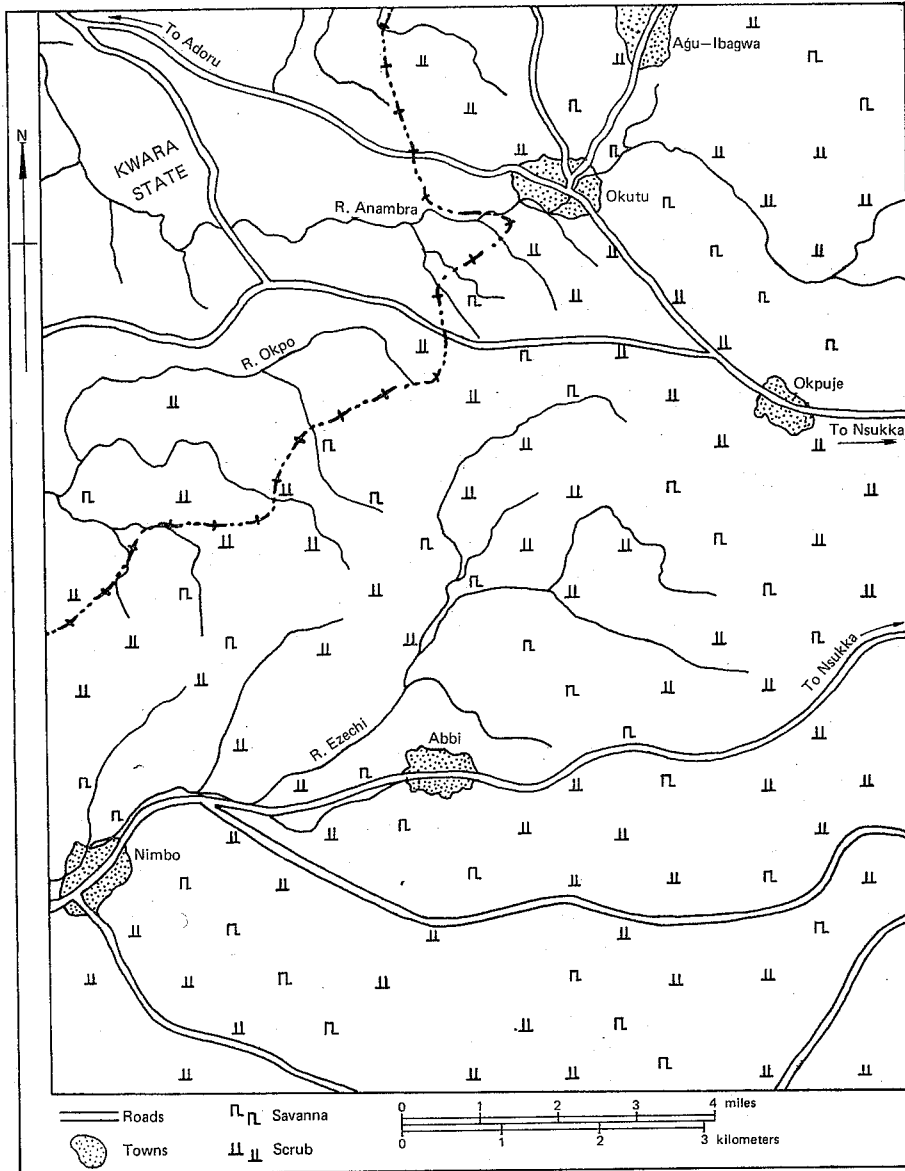 To Adoru
Agu-Ibagwa
N
KWARA
STATE
R. Anambra
Okutu
R. Okpo
Okpuje
To Nsukka
To Nsukka
R. Ezechi
Abbi
Nimbo
Roads
Savanna
0 1 2 3 4 miles
Towns
Scrub
0 1 2 3 kilometers